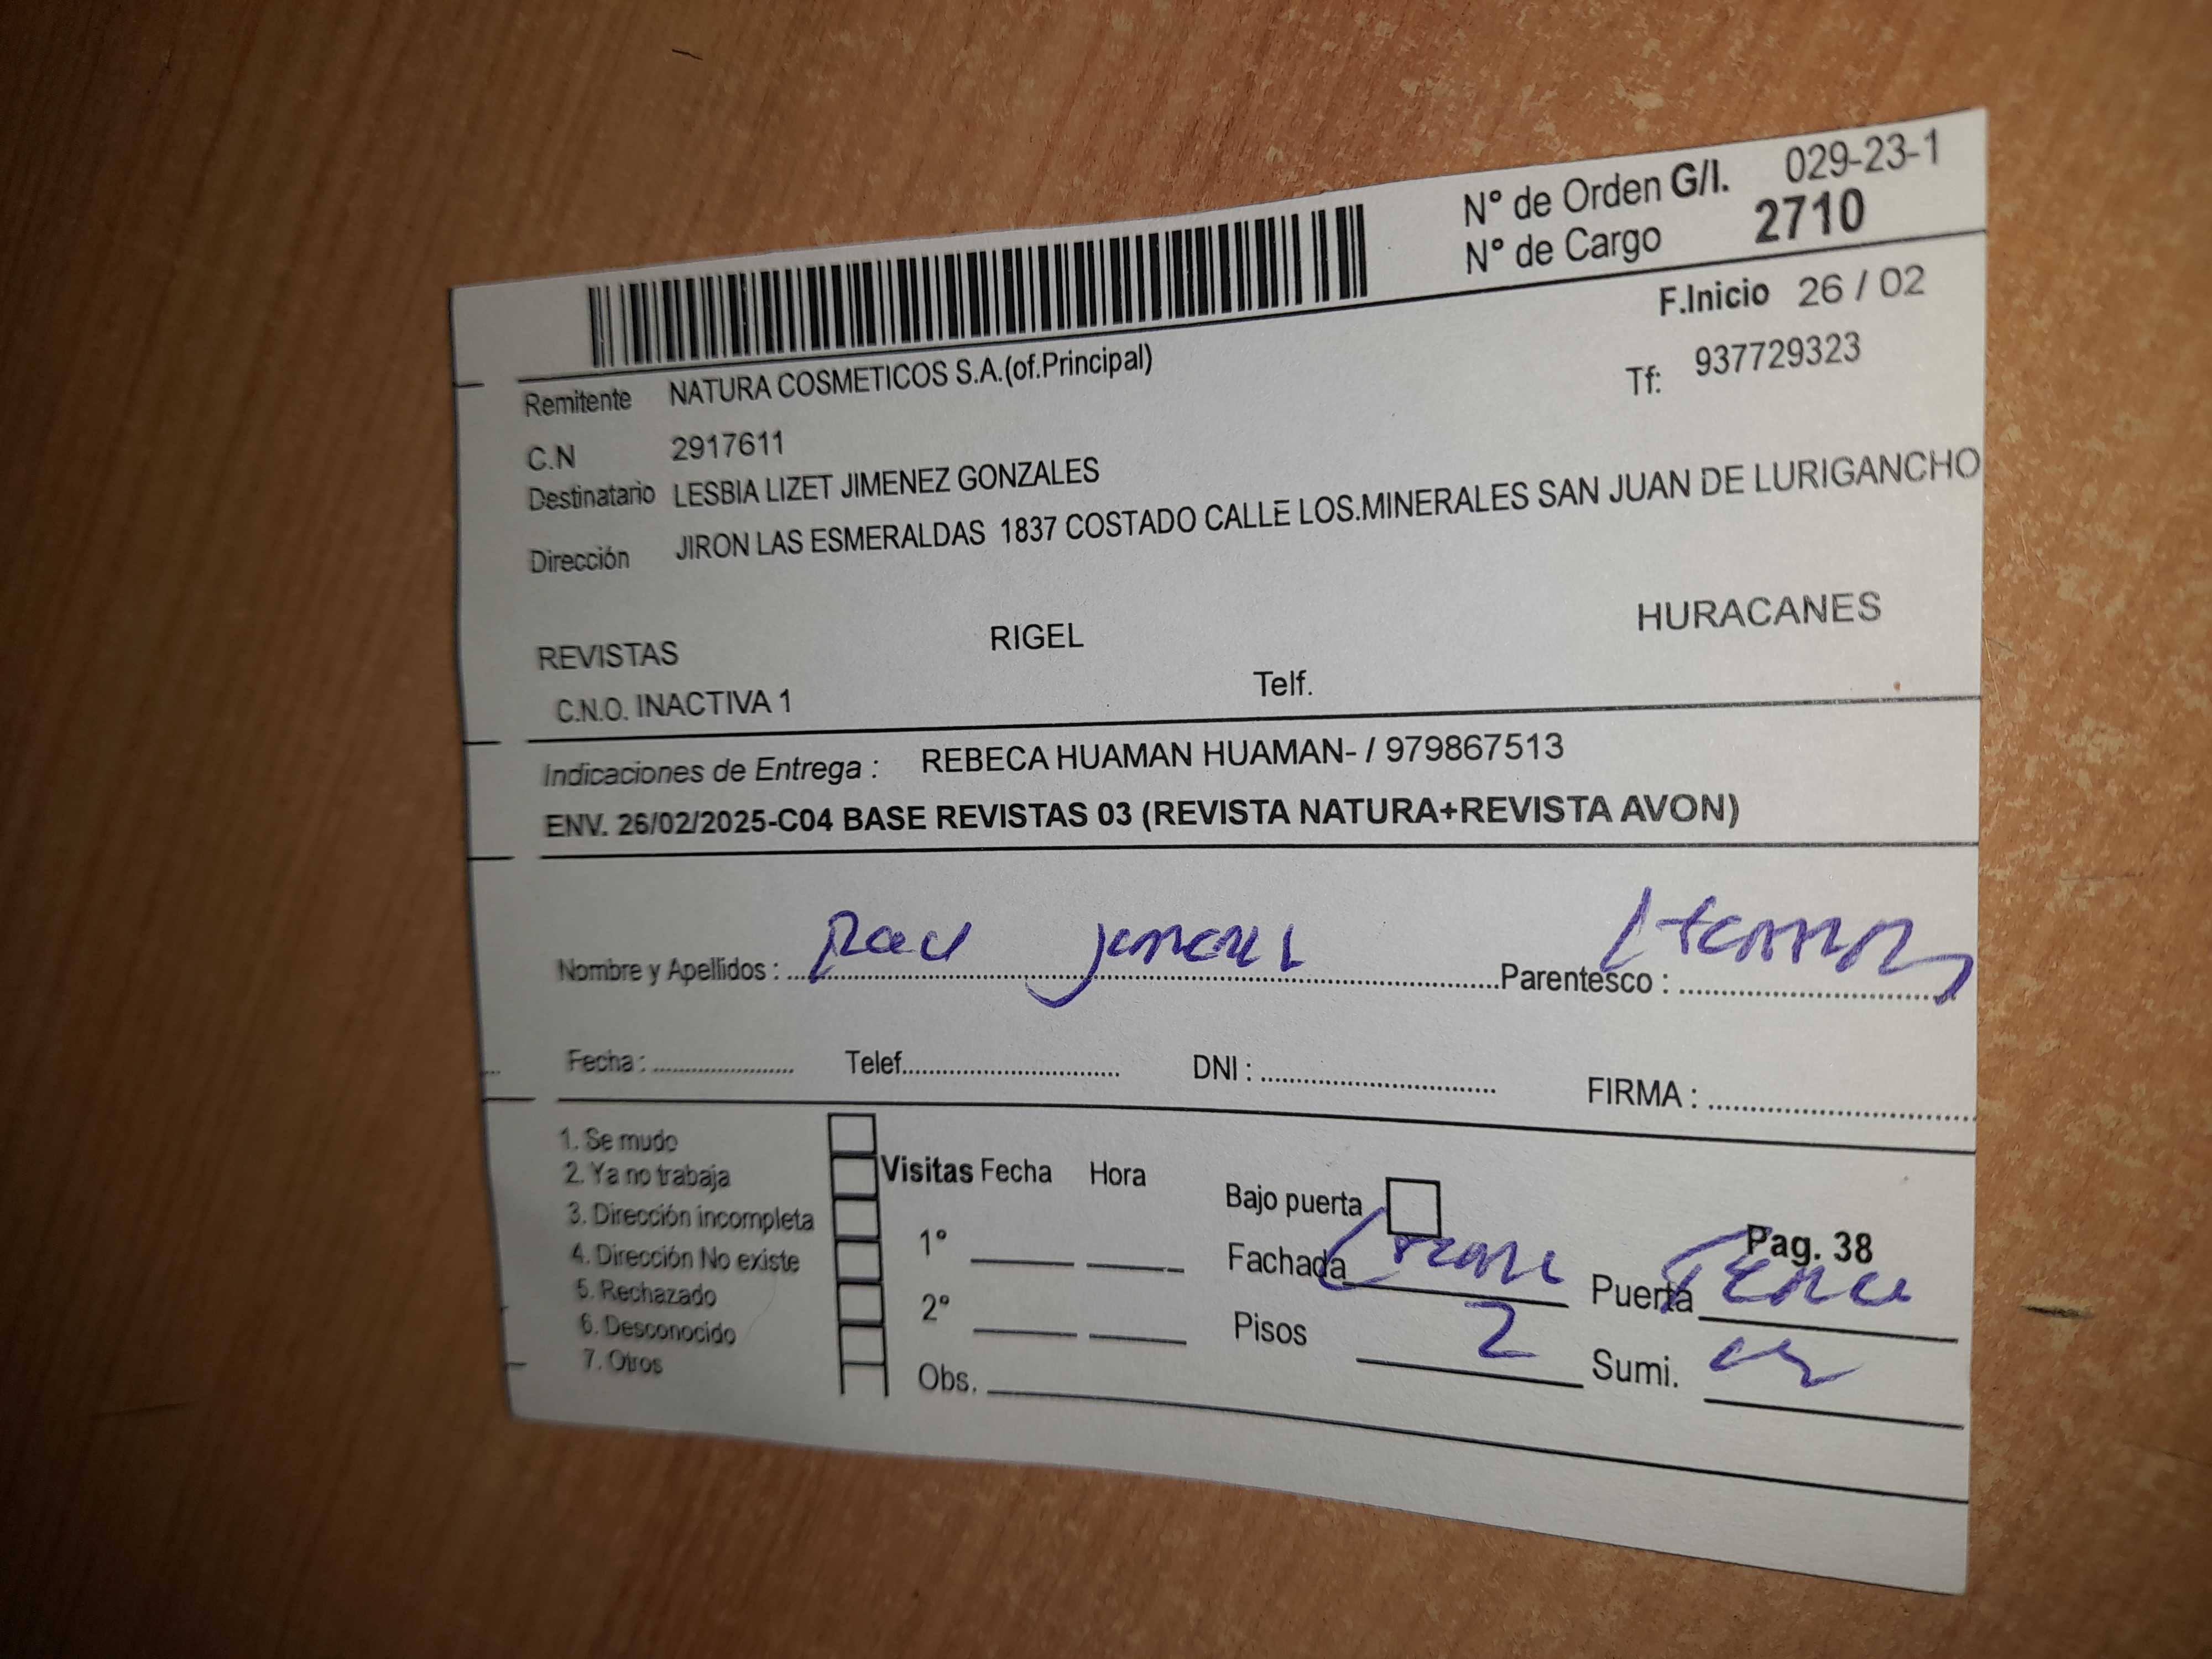 N° de Orden G/I. 029-23-1
N° de Cargo 2710
F.Inicio 26 / 02
Remitente NATURA COSMETICOS S.A.(of.Principal)
Tf: 937729323
C.N 2917611
Destinatario LESBIA LIZET JIMENEZ GONZALES
Dirección JIRON LAS ESMERALDAS 1837 COSTADO CALLE LOS.MINERALES SAN JUAN DE LURIGANCHO
REVISTAS RIGEL HURACANES
C.N.O. INACTIVA 1 Telf.
Indicaciones de Entrega : REBECA HUAMAN HUAMAN- / 979867513
ENV. 26/02/2025-C04 BASE REVISTAS 03 (REVISTA NATURA+REVISTA AVON)
Nombre y Apellidos : Parentesco :
Fecha : Telef. DNI : FIRMA :
1. Se mudo
2. Ya no trabaja
3. Dirección incompleta
4. Dirección No existe
5. Rechazado
6. Desconocido
7. Otros
Visitas Fecha Hora
1°
2°
Obs.
Bajo puerta
Pag. 38
Fachada Puerta
Pisos 2 Sumi.